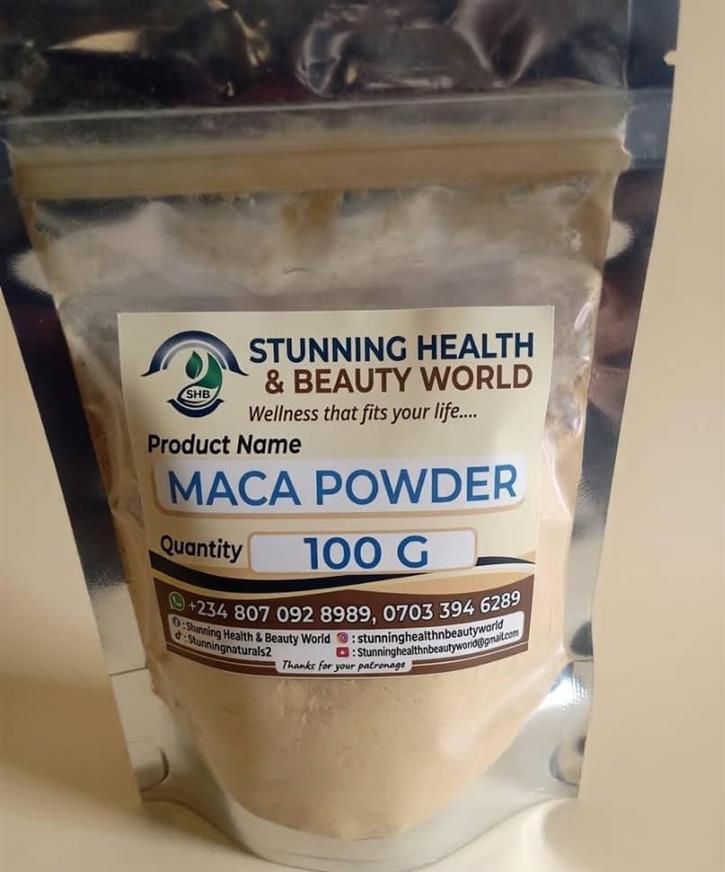 STUNNING HEALTH
& BEAUTY WORLD
SHB
Wellness that fits your life....
Product Name
MACA POWDER
Quantity 100 G
+234 807 092 8989, 0703 394 6289
: Stunning Health & Beauty World : stunninghealthnbeautyworld
: Stunningnaturals2 : Stunninghealthnbeautyworld@gmail.com
Thanks for your patronage